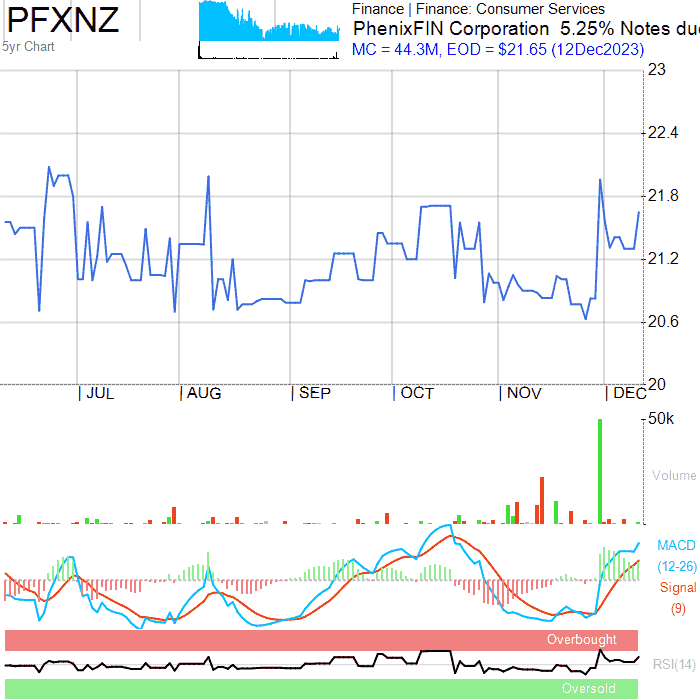 PFXNZ
5yr Chart
Finance | Finance: Consumer Services
PhenixFIN Corporation 5.25% Notes du
MC = 44.3M, EOD = $21.65 (12Dec2023)
23
22.4
21.8
21.2
20.6
20
JUL
AUG
SEP
OCT
NOV
DEC
50k
Volume
MACD
(12-26)
Signal
(9)
Overbought
RSI(14)
Oversold